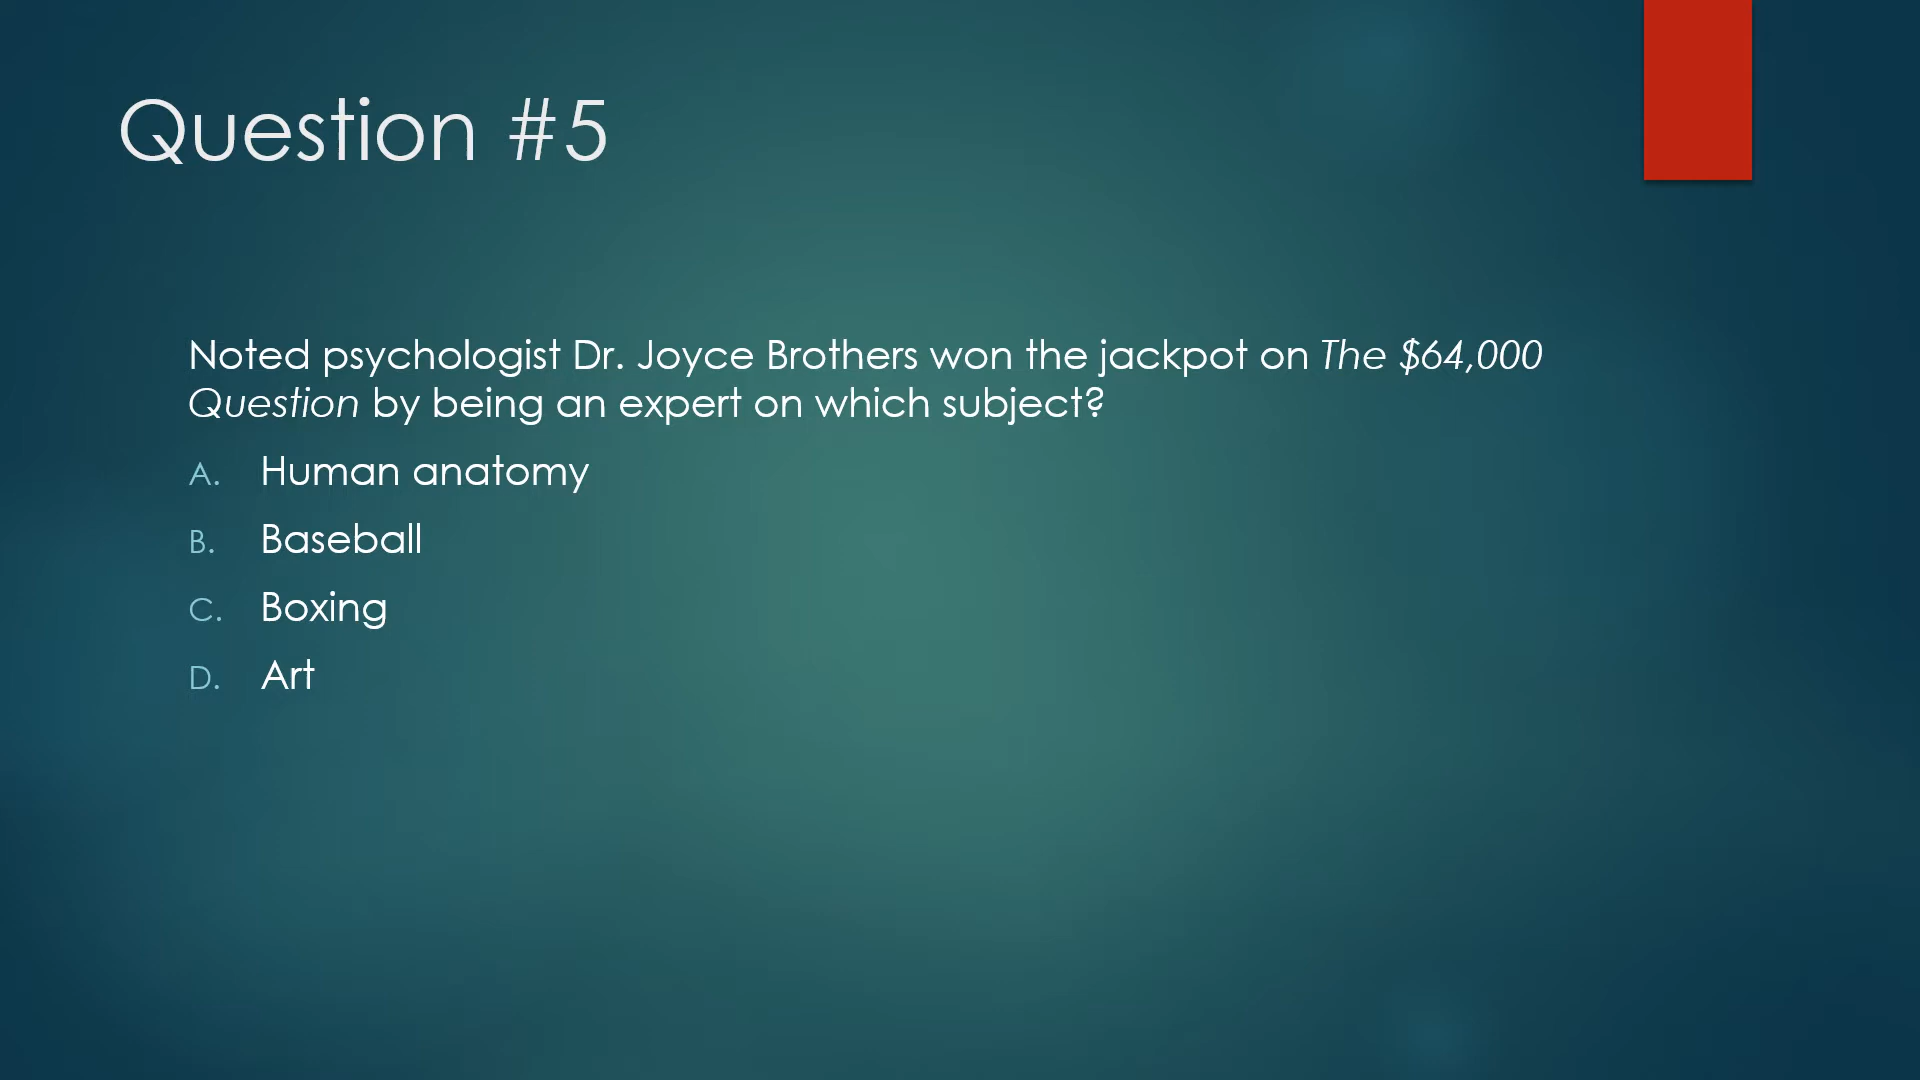 Question #5
Noted psychologist Dr. Joyce Brothers won the jackpot on The $64,000
Question by being an expert on which subject?
A. Human anatomy
B. Baseball
C. Boxing
D. Art